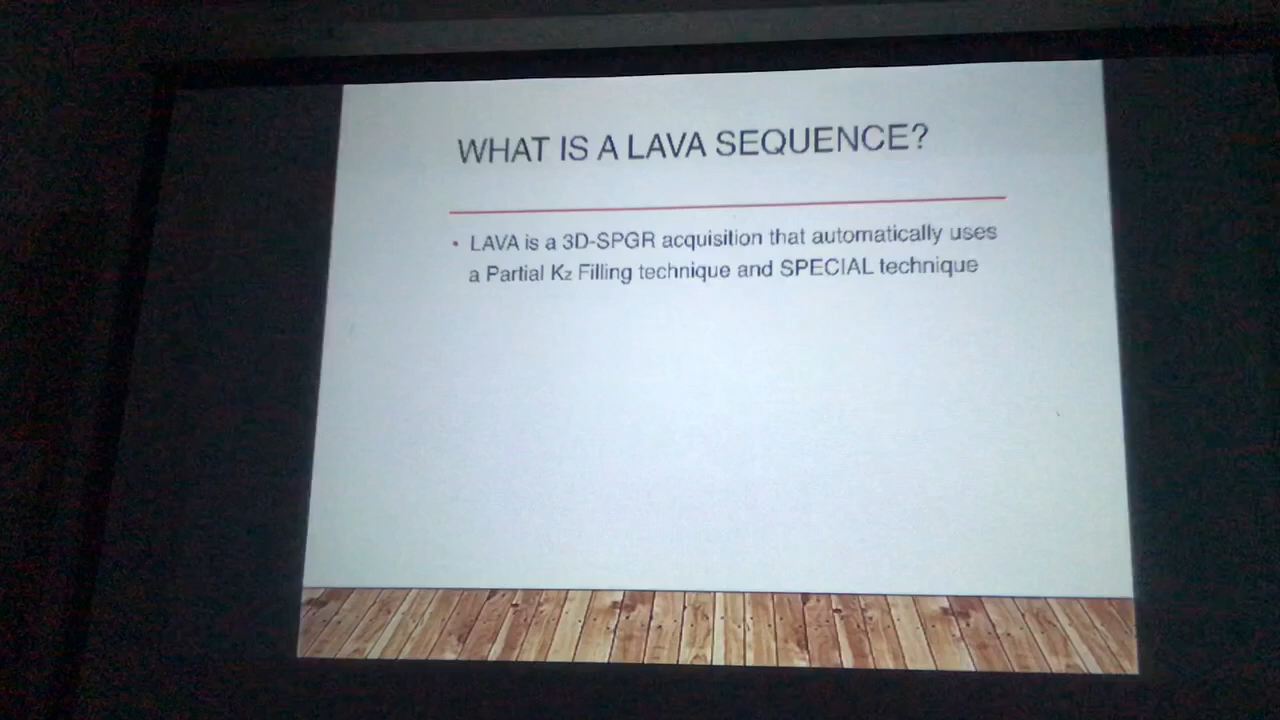 WHAT IS A LAVA SEQUENCE?
• LAVA is a 3D-SPGR acquisition that automatically uses
a Partial Kz Filling technique and SPECIAL technique